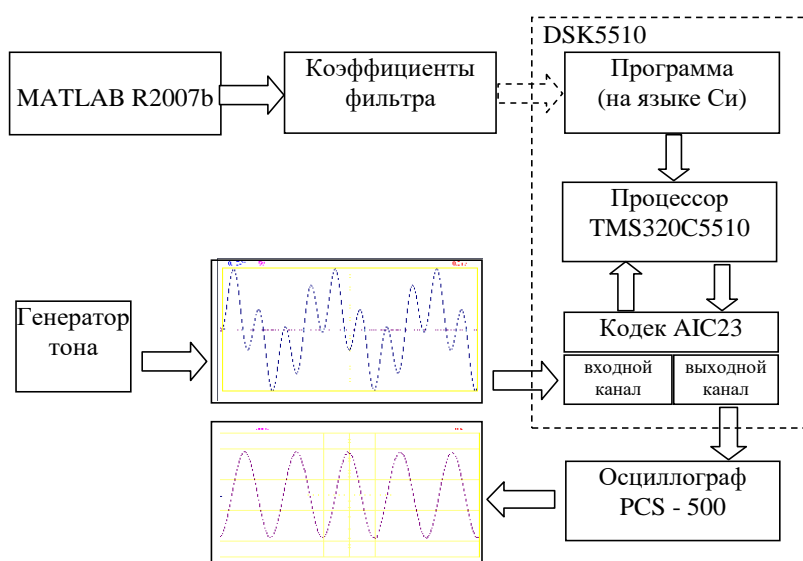 DSK5510
MATLAB R2007b
Коэффициенты
фильтра
Программа
(на языке Си)
Процессор
TMS320C5510
Генератор
тона
Кодек AIC23
входной
канал
выходной
канал
Осциллограф
PCS - 500